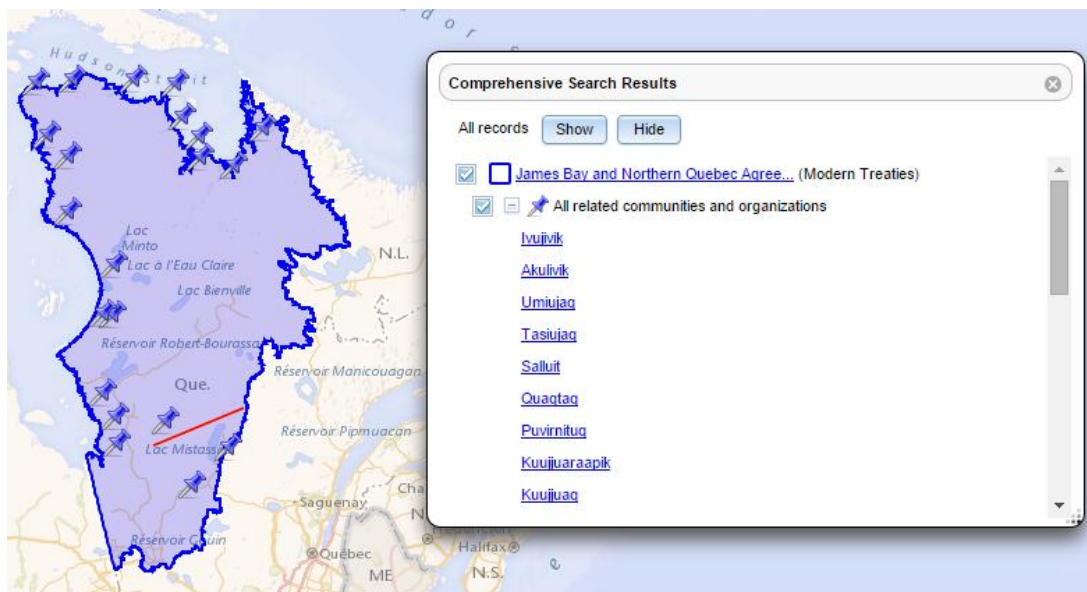 d o r
Hudson Strait
Lac
Minto
Lac à l'Eau Claire
Lac Bienville
N.L.
Réservoir Robert-Bourassa
Réservoir Manicouagan
Que.
Réservoir Pipmuacan
Lac Mistass
Saguenay
Cha
N
Réservoir Gouin
Québec
Halifax
e
ME
N.S.
Comprehensive Search Results
All records Show Hide
James Bay and Northern Quebec Agree... (Modern Treaties)
All related communities and organizations
Ivujivik
Akulivik
Umiujaq
Tasiujaq
Salluit
Quaqtaq
Puvirnituq
Kuujjuaraapik
Kuujjuaq